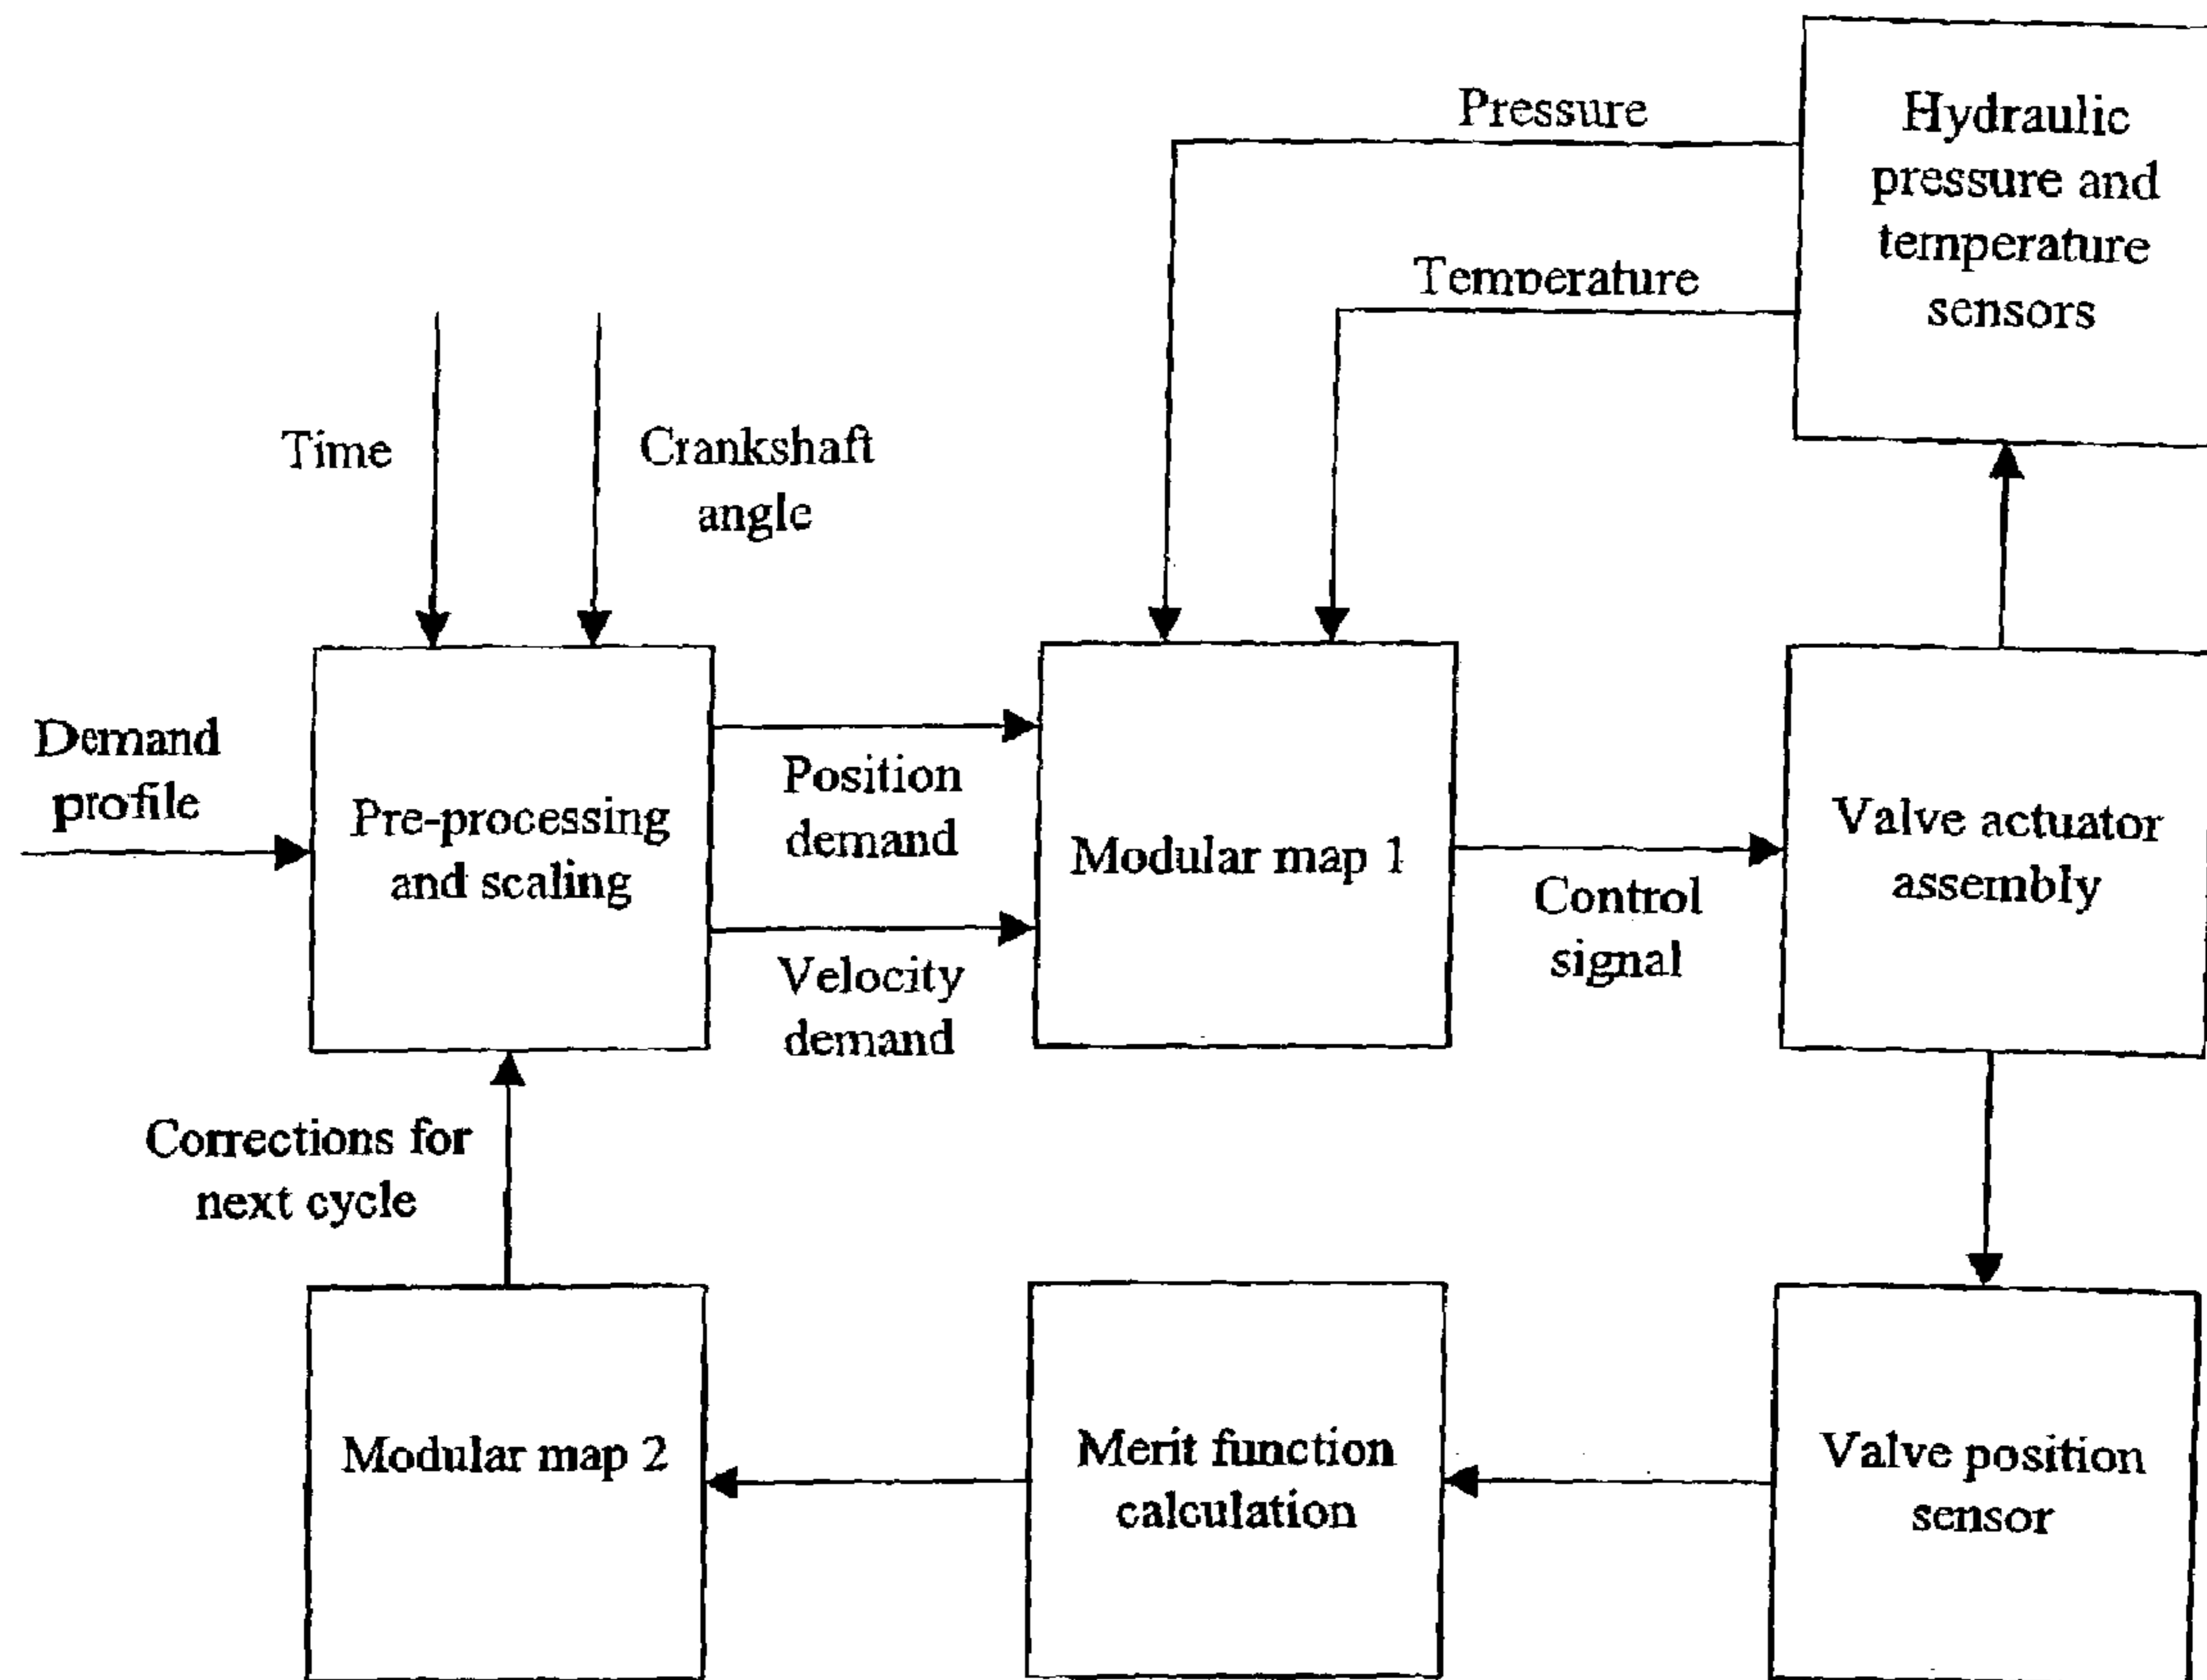 Pressure
Hydraulic
pressure and
temperature
sensors
Temperature
Time
Crankshaft
angle
Demand
profile
Pre-processing
and scaling
Position
demand
Velocity
demand
Modular map 1
Control
signal
Valve actuator
assembly
Corrections for
next cycle
Modular map 2
Merit function
calculation
Valve position
sensor